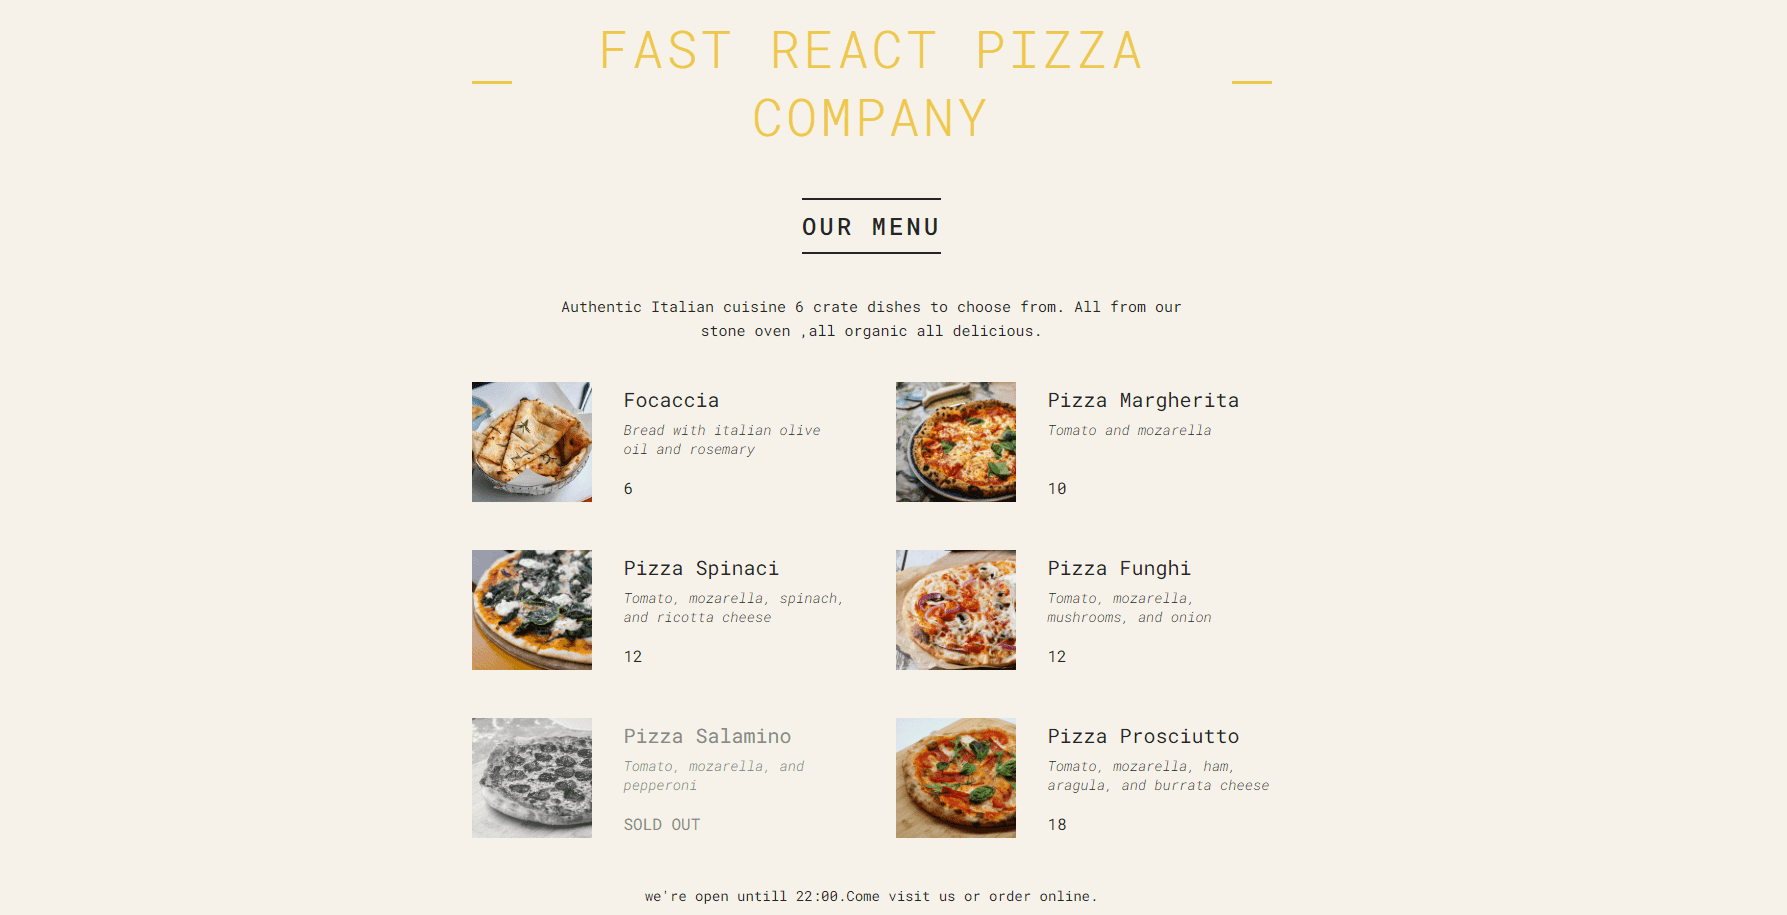 FAST REACT PIZZA
COMPANY
OUR MENU
Authentic Italian cuisine 6 crate dishes to choose from. All from our
stone oven ,all organic all delicious.
Focaccia
Bread with italian olive
oil and rosemary
6
Pizza Margherita
Tomato and mozarella
10
Pizza Spinaci
Tomato, mozarella, spinach,
and ricotta cheese
12
Pizza Funghi
Tomato, mozarella,
mushrooms, and onion
12
Pizza Salamino
Tomato, mozarella, and
pepperoni
SOLD OUT
Pizza Prosciutto
Tomato, mozarella, ham,
aragula, and burrata cheese
18
we're open untill 22:00.Come visit us or order online.